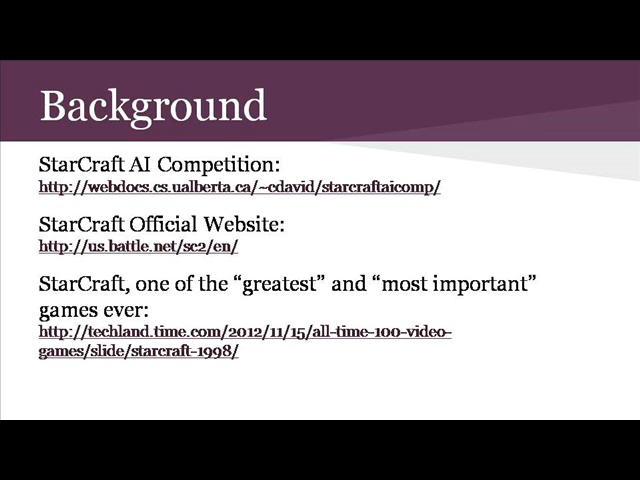 Background
StarCraft AI Competition:
http://webdocs.cs.ualberta.ca/~cdavid/starcraftaicomp/
StarCraft Official Website:
http://us.battle.net/sc2/en/
StarCraft, one of the “greatest” and “most important”
games ever:
http://techland.time.com/2012/11/15/all-time-100-video-
games/slide/starcraft-1998/